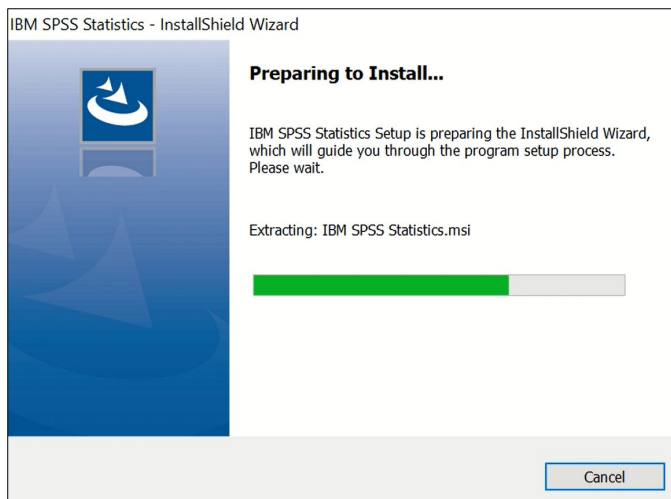 IBM SPSS Statistics - InstallShield Wizard
Preparing to Install...
IBM SPSS Statistics Setup is preparing the InstallShield Wizard,
which will guide you through the program setup process.
Please wait.
Extracting: IBM SPSS Statistics.msi
Cancel